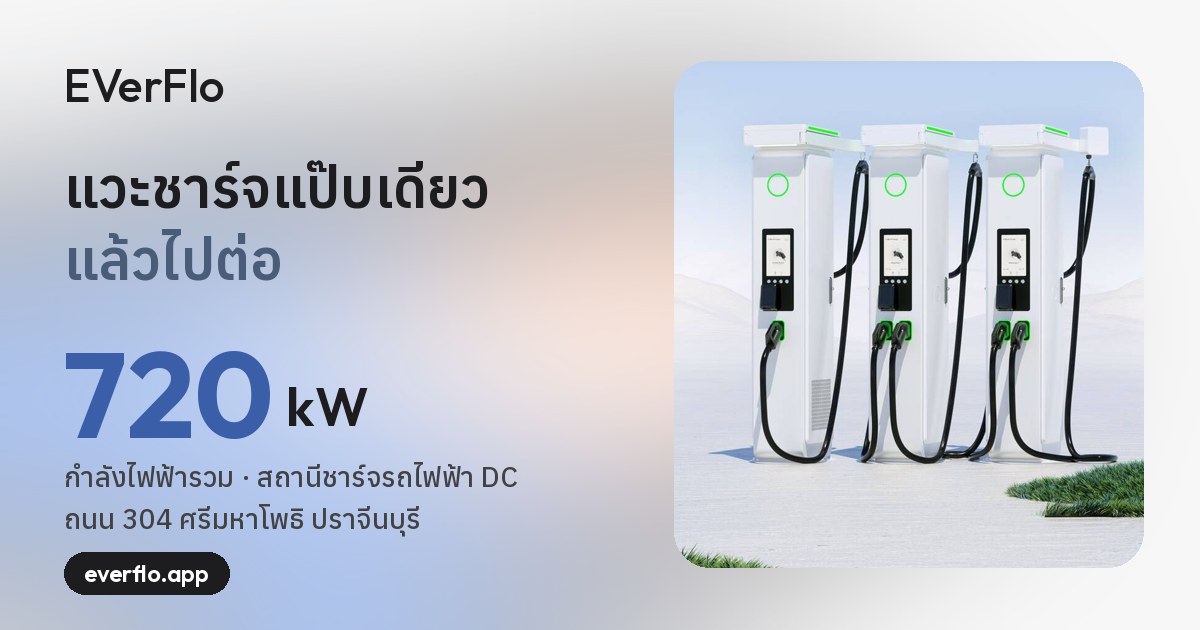 EVerFlo
แวะชาร์จแป๊บเดียว
แล้วไปต่อ
720 kW
กำลังไฟฟ้ารวม · สถานีชาร์จรถไฟฟ้า DC
ถนน 304 ศรีมหาโพธิ ปราจีนบุรี
everflo.app